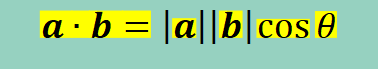 a · b = |a||b| cos θ